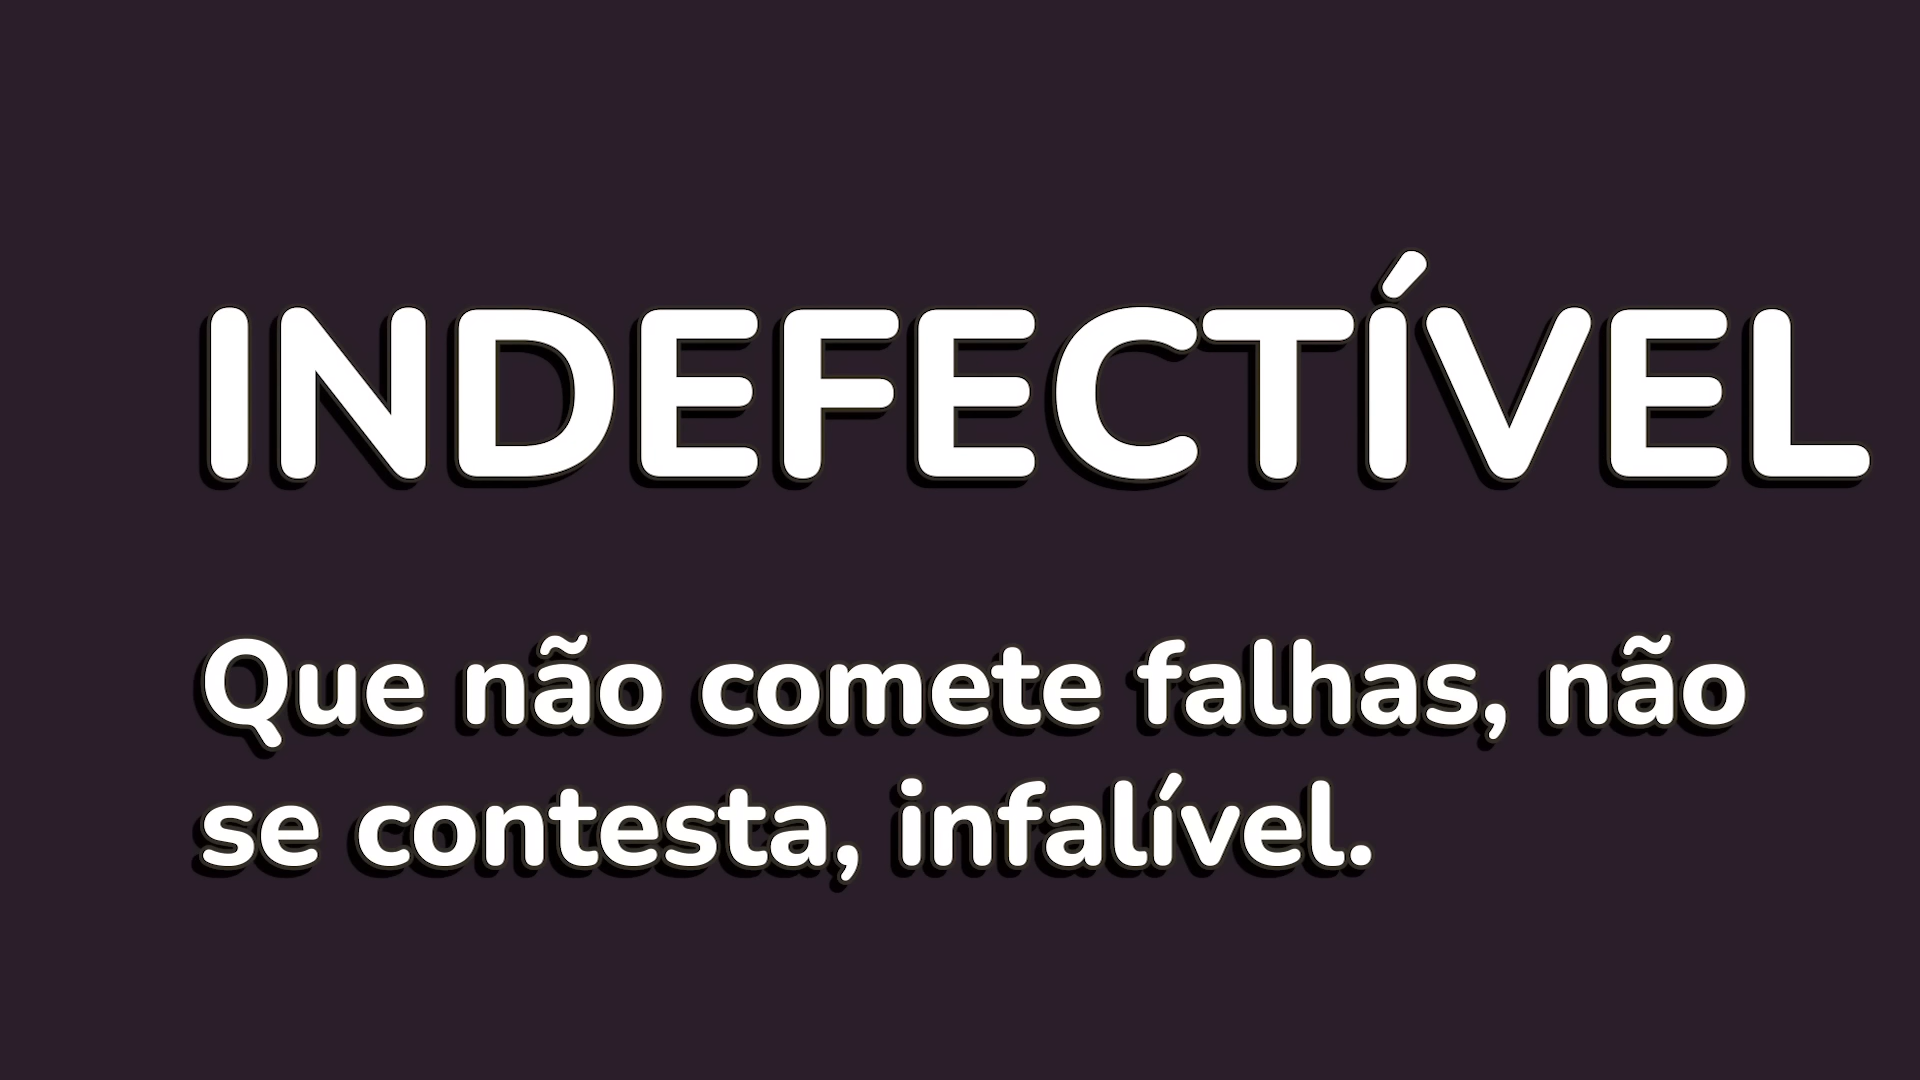 INDEFECTÍVEL
Que não comete falhas, não
se contesta, infalível.